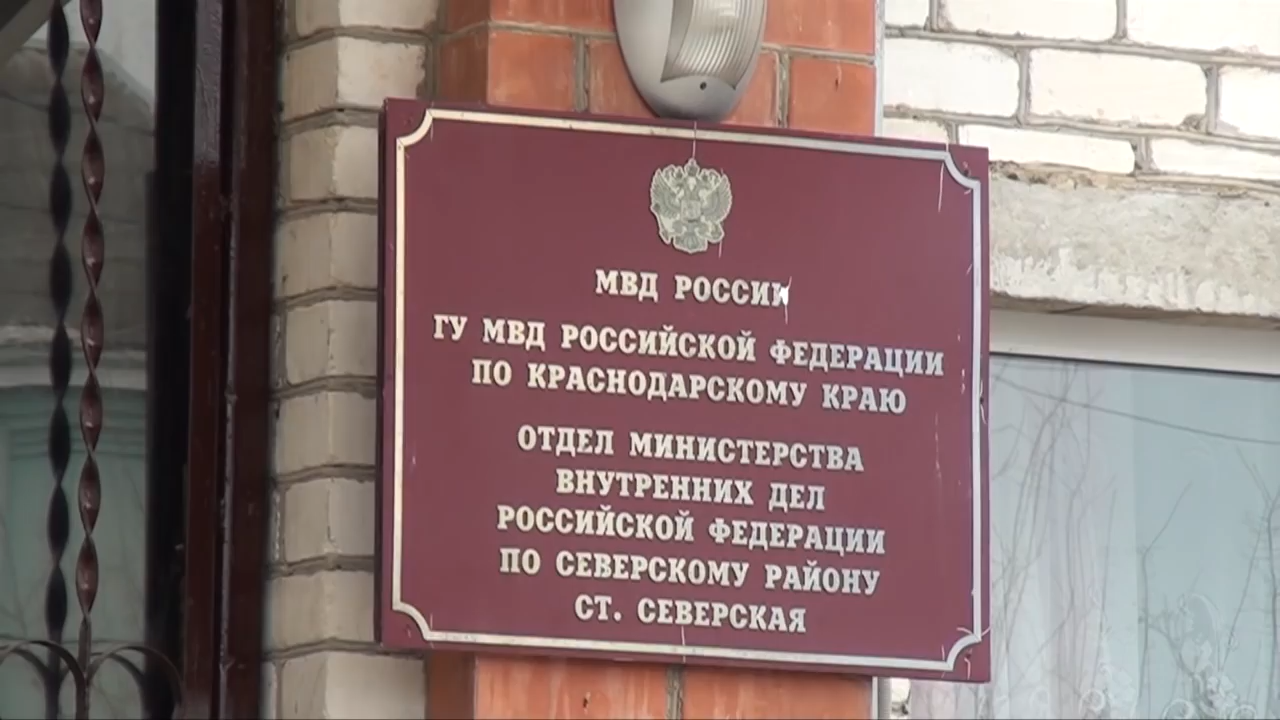 МВД РОССИИ
ГУ МВД РОССИЙСКОЙ ФЕДЕРАЦИИ
ПО КРАСНОДАРСКОМУ КРАЮ
ОТДЕЛ МИНИСТЕРСТВА
ВНУТРЕННИХ ДЕЛ
РОССИЙСКОЙ ФЕДЕРАЦИИ
ПО СЕВЕРСКОМУ РАЙОНУ
СТ. СЕВЕРСКАЯ